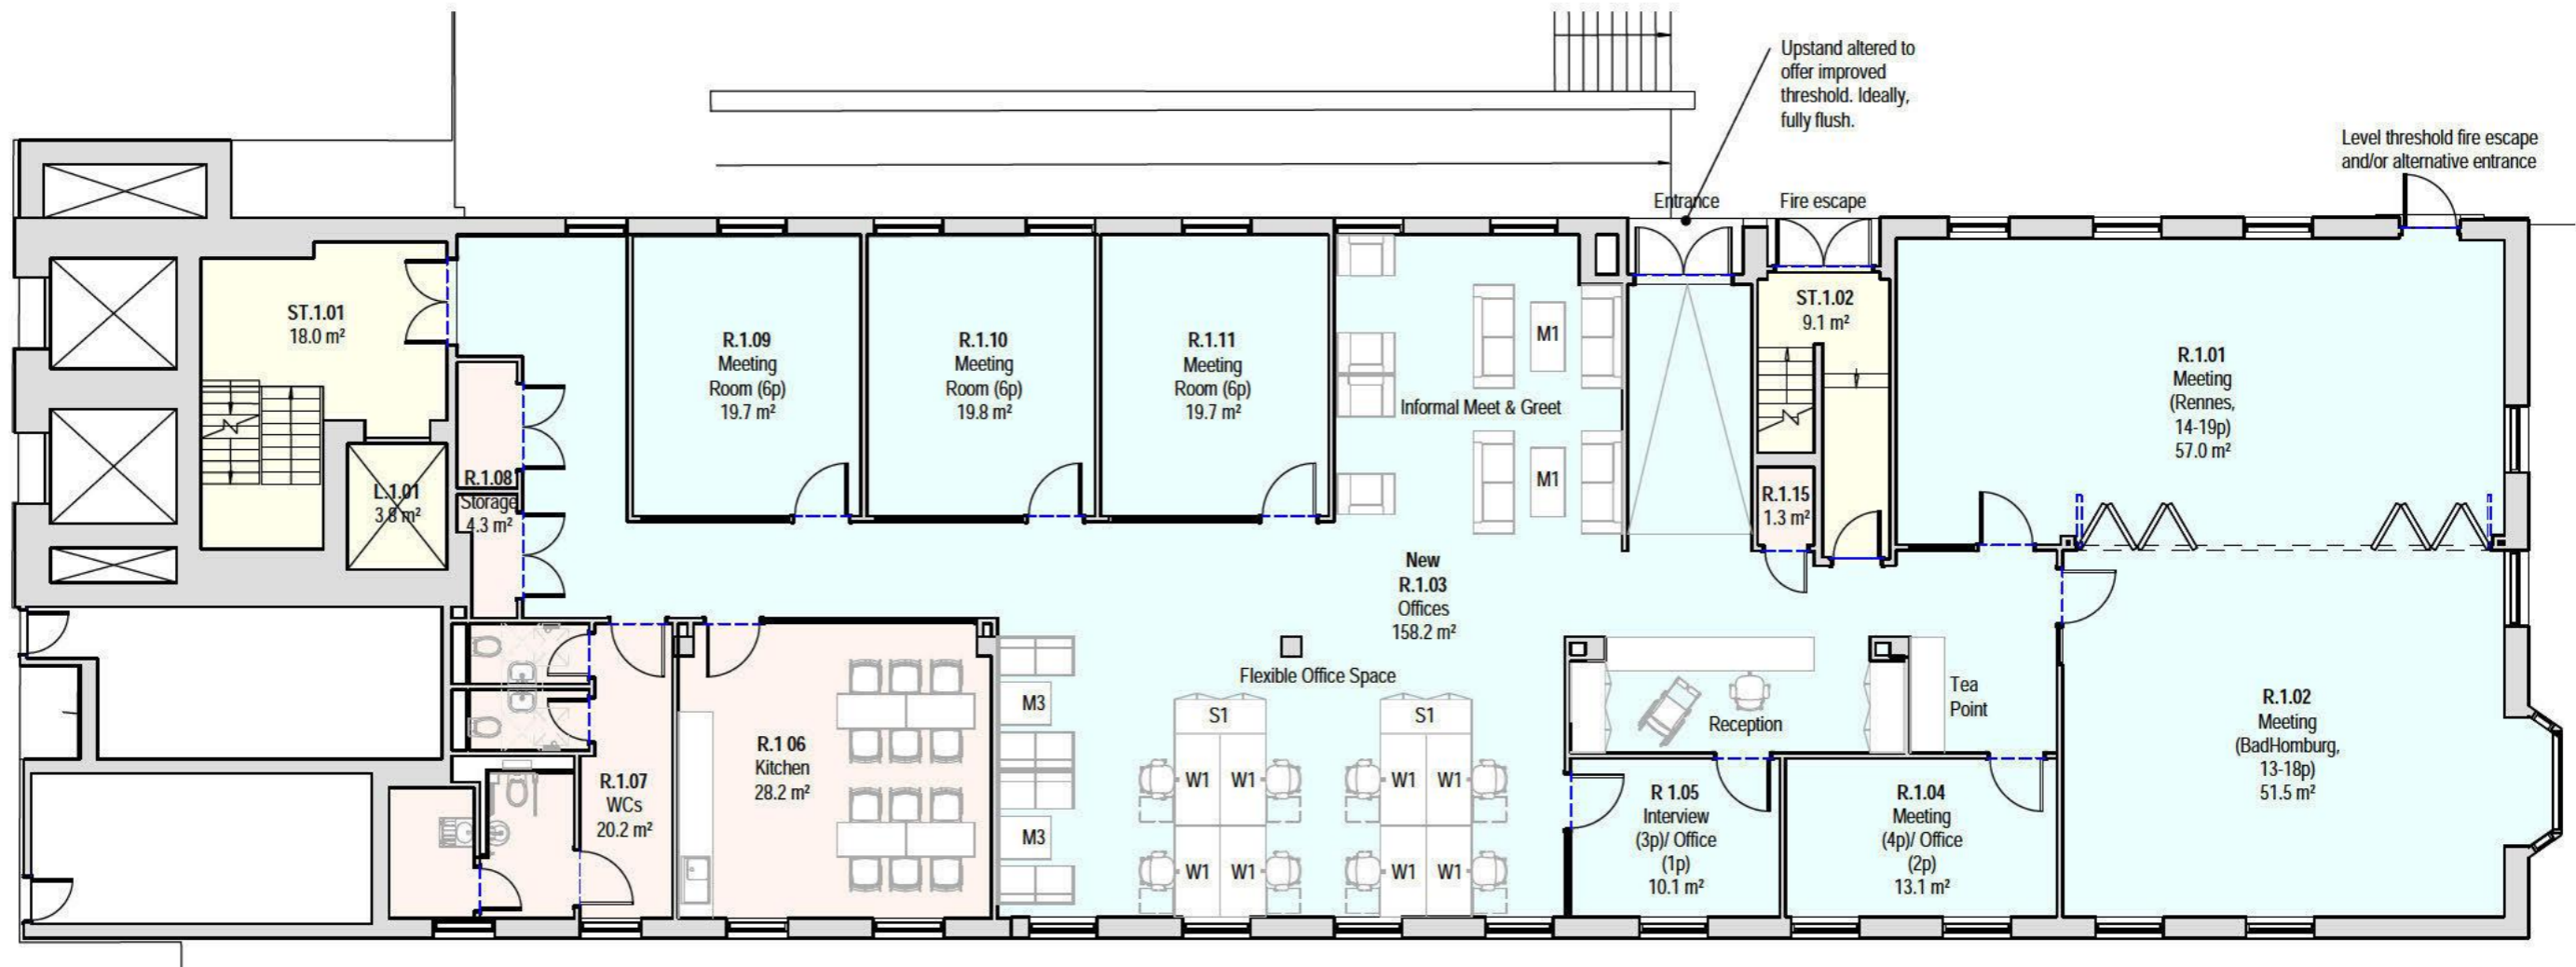 Upstand altered to
offer improved
threshold. Ideally,
fully flush.
Level threshold fire escape
and/or alternative entrance
Entrance
Fire escape
ST.1.01
18.0 m²
L.1.01
3.8 m²
R.1.08
Storage
4.3 m²
R.1.09
Meeting
Room (6p)
19.7 m²
R.1.10
Meeting
Room (6p)
19.8 m²
R.1.11
Meeting
Room (6p)
19.7 m²
M1
Informal Meet & Greet
M1
ST.1.02
9.1 m²
R.1.15
1.3 m²
R.1.01
Meeting
(Rennes,
14-19p)
57.0 m²
New
R.1.03
Offices
158.2 m²
Flexible Office Space
R.1.07
WCs
20.2 m²
R.1 06
Kitchen
28.2 m²
M3
M3
S1
W1 W1
W1 W1
S1
W1 W1
W1 W1
Reception
Tea
Point
R 1.05
Interview
(3p)/ Office
(1p)
10.1 m²
R.1.04
Meeting
(4p)/ Office
(2p)
13.1 m²
R.1.02
Meeting
(BadHomburg,
13-18p)
51.5 m²